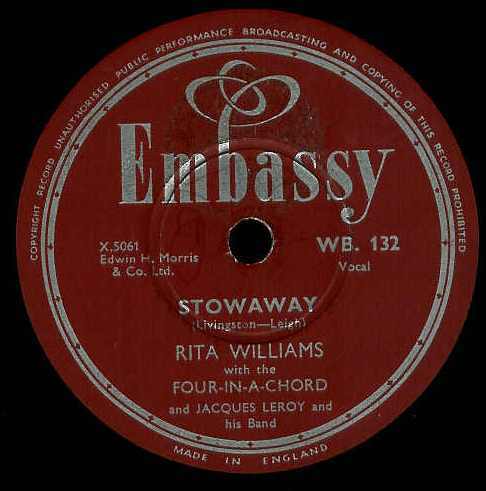 COPYRIGHT RECORD UNAUTHORISED PUBLIC PERFORMANCE BROADCASTING AND COPYING OF THIS RECORD PROHIBITED
Embassy
X.5061
Edwin H. Morris
& Co. Ltd.
WB. 132
Vocal
STOWAWAY
(Livingston—Leigh)
RITA WILLIAMS
with the
FOUR-IN-A-CHORD
and JACQUES LEROY and
his Band
MADE IN ENGLAND